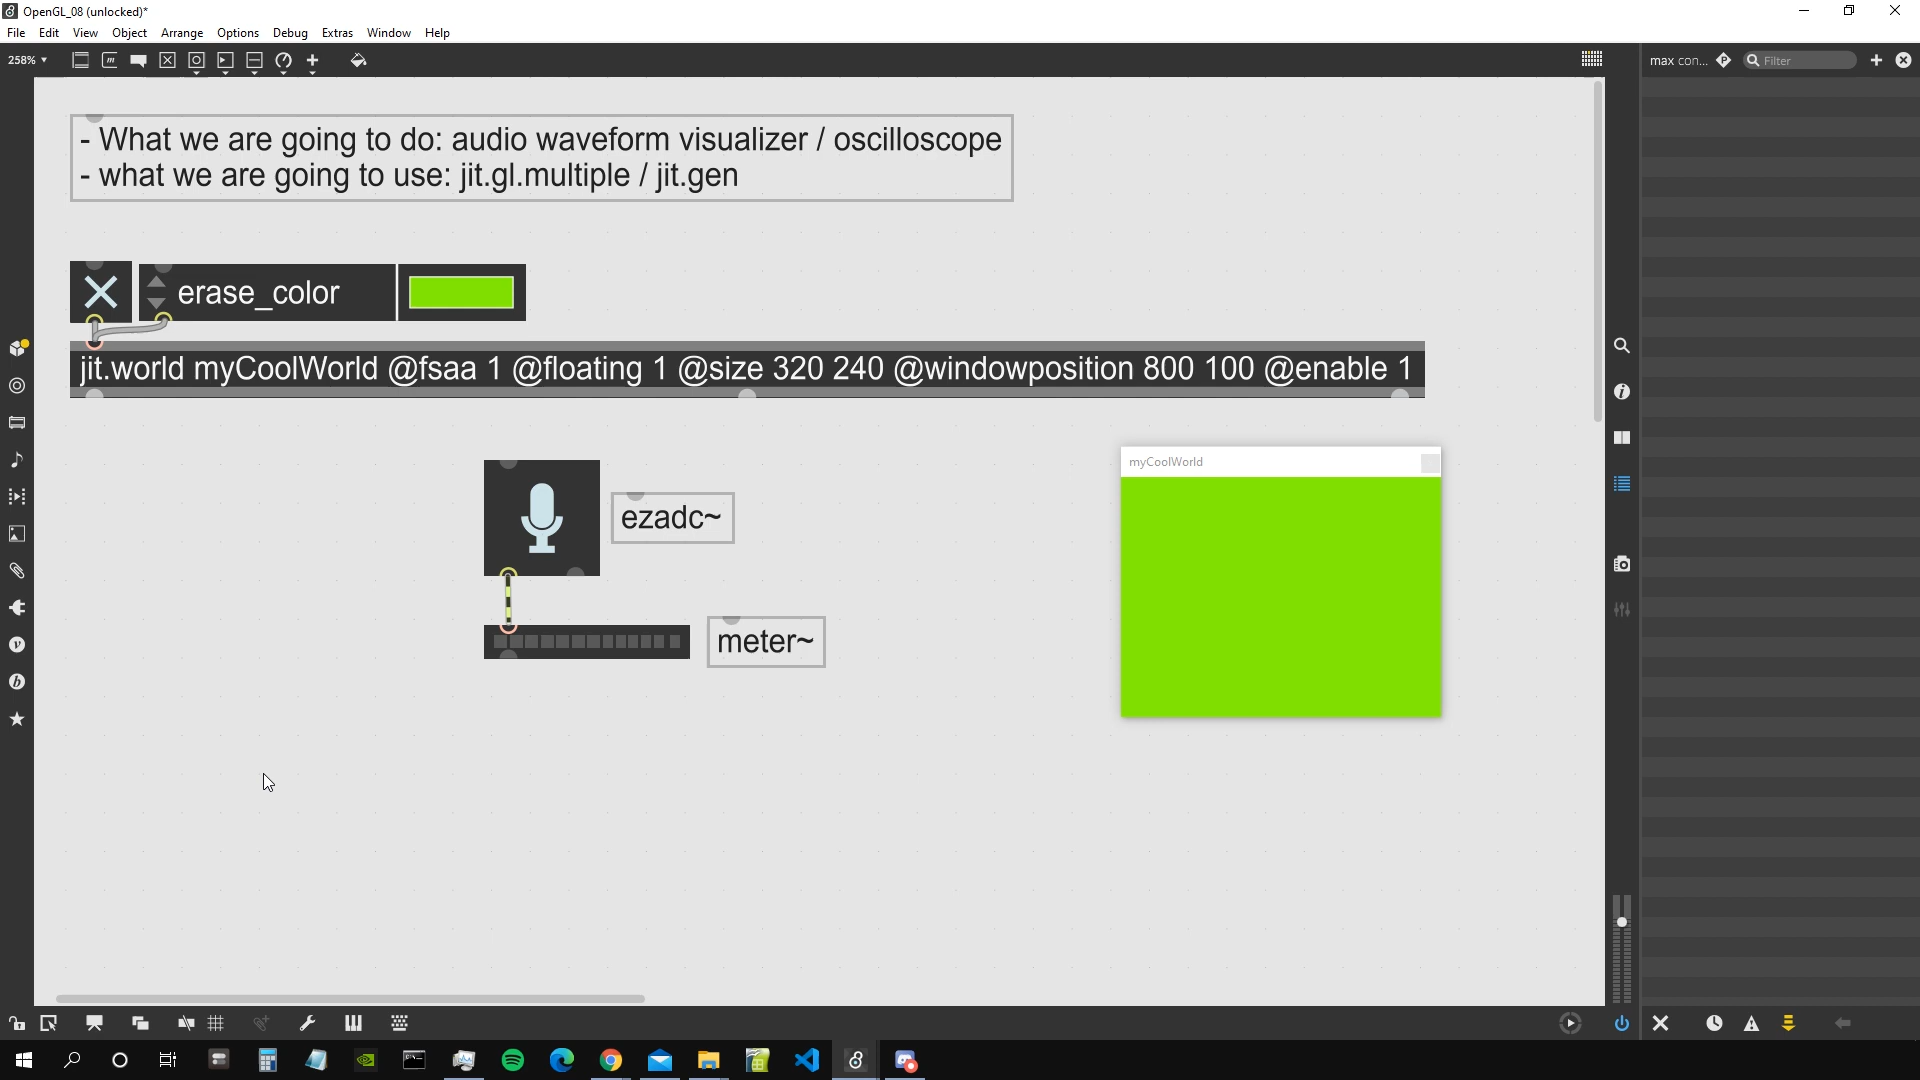 OpenGL_08 (unlocked)*
File Edit View Object Arrange Options Debug Extras Window Help
258%
max con... Filter
- What we are going to do: audio waveform visualizer / oscilloscope
- what we are going to use: jit.gl.multiple / jit.gen
erase_color
jit.world myCoolWorld @fsaa 1 @floating 1 @size 320 240 @windowposition 800 100 @enable 1
myCoolWorld
ezadc~
meter~